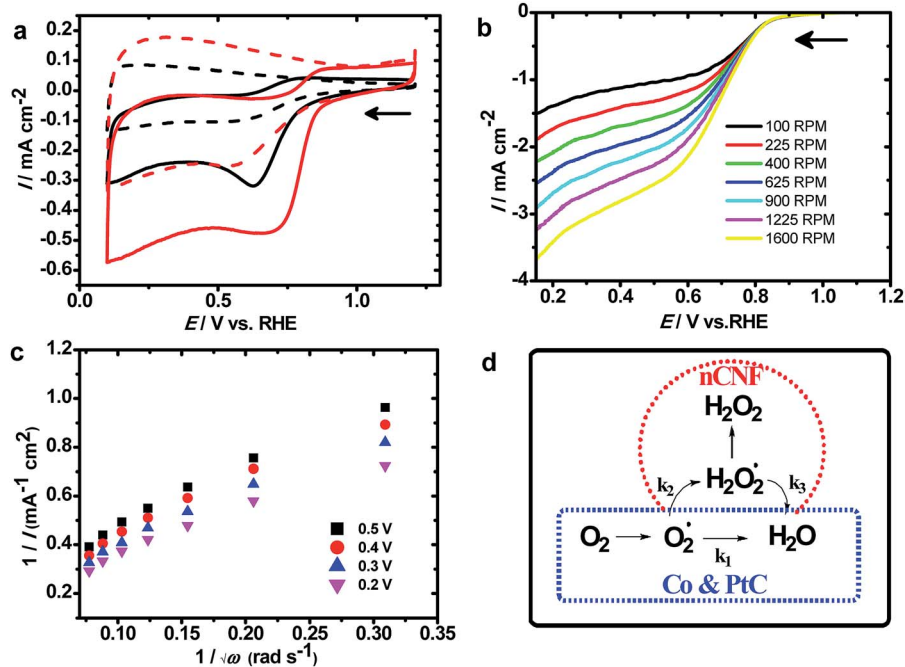 a
0.2
0.1
0.0
-0.1
-0.2
-0.3
-0.4
-0.5
-0.6
I / mA cm-2
0.0 0.5 1.0
E / V vs. RHE
b
0
-1
-2
-3
-4
I / mA cm-2
100 RPM
225 RPM
400 RPM
625 RPM
900 RPM
1225 RPM
1600 RPM
0.2 0.4 0.6 0.8 1.0 1.2
E / V vs.RHE
c
1.2
1.0
0.8
0.6
0.4
0.2
1 / I /(mA-1 cm2)
0.5 V
0.4 V
0.3 V
0.2 V
0.10 0.15 0.20 0.25 0.30 0.35
1 / √ω (rad s-1)
d
nCNF
H2O2
H2O2•
k2 k3
O2 O2• H2O
k1
Co & PtC